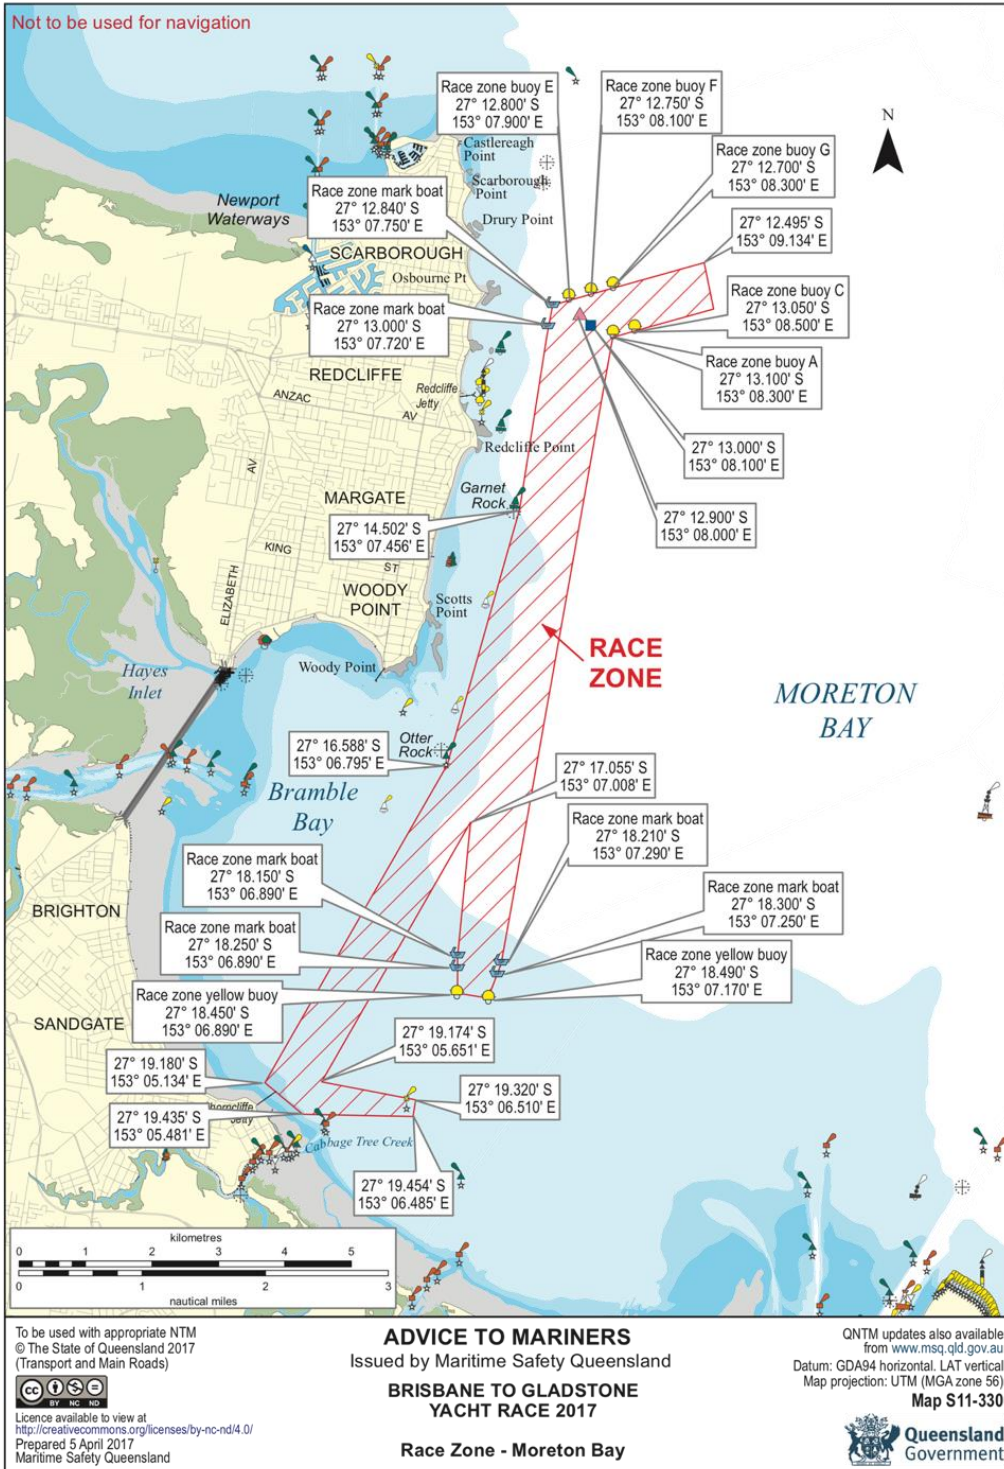 Not to be used for navigation
Race zone buoy E
27° 12.800' S
153° 07.900' E
Race zone buoy F
27° 12.750' S
153° 08.100' E
N
Castlereagh
Point
Race zone buoy G
27° 12.700' S
153° 08.300' E
Scarborough
Point
Race zone mark boat
27° 12.840' S
153° 07.750' E
Newport
Waterways
Drury Point
27° 12.495' S
153° 09.134' E
SCARBOROUGH
Osbourne Pt
Race zone buoy C
27° 13.050' S
153° 08.500' E
Race zone mark boat
27° 13.000' S
153° 07.720' E
Race zone buoy A
27° 13.100' S
153° 08.300' E
REDCLIFFE
Redcliffe
Jetty
ANZAC
AV
27° 13.000' S
153° 08.100' E
Redcliffe Point
AV
MARGATE
Garnet
Rock
27° 12.900' S
153° 08.000' E
27° 14.502' S
153° 07.456' E
KING
ST
ELIZABETH
WOODY
POINT
Scotts
Point
RACE
ZONE
Woody Point
Hayes
Inlet
MORETON
BAY
Otter
Rock
27° 16.588' S
153° 06.795' E
27° 17.055' S
153° 07.008' E
Bramble
Bay
Race zone mark boat
27° 18.210' S
153° 07.290' E
Race zone mark boat
27° 18.150' S
153° 06.890' E
Race zone mark boat
27° 18.300' S
153° 07.250' E
BRIGHTON
Race zone mark boat
27° 18.250' S
153° 06.890' E
Race zone yellow buoy
27° 18.490' S
153° 07.170' E
Race zone yellow buoy
27° 18.450' S
153° 06.890' E
SANDGATE
27° 19.174' S
153° 05.651' E
27° 19.180' S
153° 05.134' E
27° 19.320' S
153° 06.510' E
Jetty
27° 19.435' S
153° 05.481' E
Cabbage Tree Creek
27° 19.454' S
153° 06.485' E
kilometres
0 1 2 3 4 5
0 1 2 3
nautical miles
To be used with appropriate NTM
© The State of Queensland 2017
(Transport and Main Roads)
cc BY NC ND
Licence available to view at
http://creativecommons.org/licenses/by-nc-nd/4.0/
Prepared 5 April 2017
Maritime Safety Queensland
ADVICE TO MARINERS
Issued by Maritime Safety Queensland
BRISBANE TO GLADSTONE
YACHT RACE 2017
Race Zone - Moreton Bay
QNTM updates also available
from www.msq.qld.gov.au
Datum: GDA94 horizontal. LAT vertical
Map projection: UTM (MGA zone 56)
Map S11-330
Queensland
Government